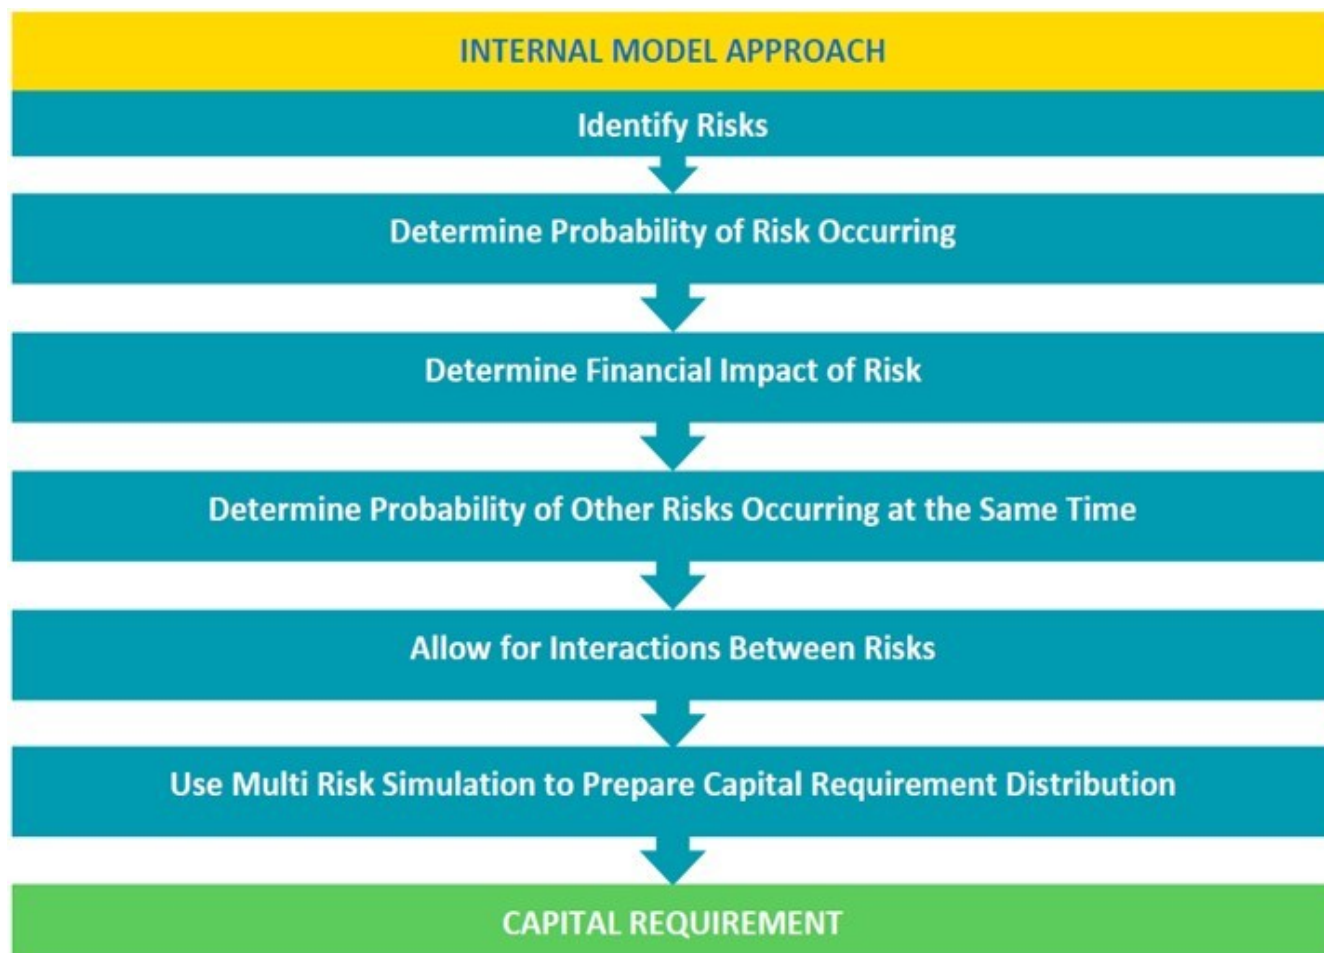 INTERNAL MODEL APPROACH
Identify Risks
Determine Probability of Risk Occurring
Determine Financial Impact of Risk
Determine Probability of Other Risks Occurring at the Same Time
Allow for Interactions Between Risks
Use Multi Risk Simulation to Prepare Capital Requirement Distribution
CAPITAL REQUIREMENT